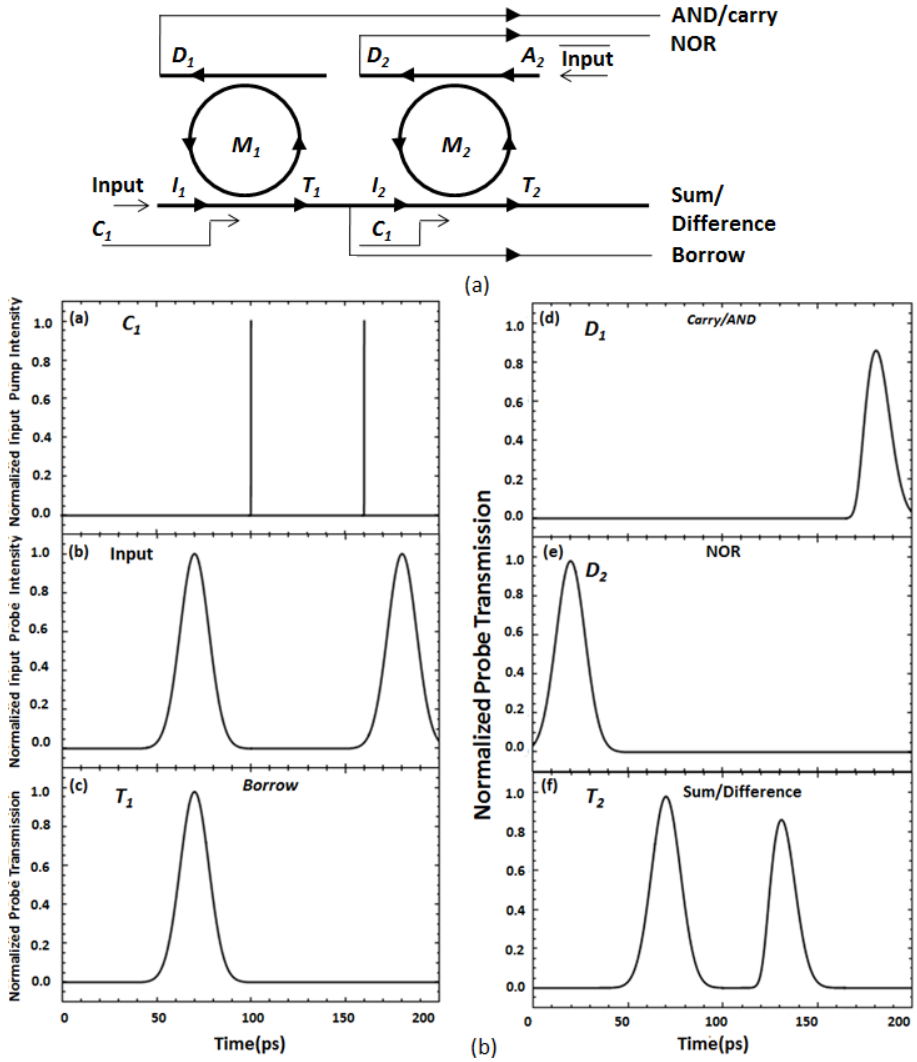 AND/carry
NOR
D1 D2 A2 Input
M1 M2
Input I1 T1 I2 T2 Sum/
Difference
C1 C1
Borrow
(a)
Normalized Input Pump Intensity
(a) C1
1.0
0.8
0.6
0.4
0.2
0.0
Normalized Input Probe Intensity
(b) Input
1.0
0.8
0.6
0.4
0.2
0.0
Normalized Probe Transmission
(c) T1 Borrow
1.0
0.8
0.6
0.4
0.2
0.0
0 50 100 150 200
Time(ps)
Normalized Probe Transmission
(d) D1 Carry/AND
1.0
0.8
0.6
0.4
0.2
0.0
(e) D2 NOR
1.0
0.8
0.6
0.4
0.2
0.0
(f) T2 Sum/Difference
1.0
0.8
0.6
0.4
0.2
0.0
0 50 100 150 200
Time(ps)
(b)